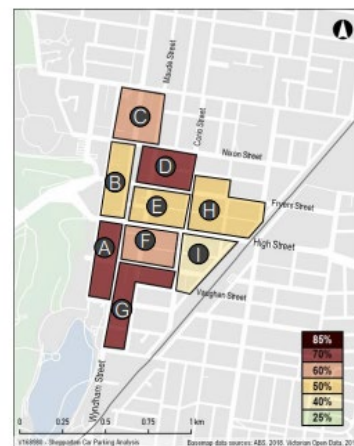 Maude Street
Corio Street
Nixon Street
C
D
B
E
H
Fryers Street
A
F
I
High Street
G
Vaughan Street
Wyndham Street
85%
70%
60%
50%
40%
25%
0 0.25 0.5 0.75 1 km
Shepparton Car Parking Analysis
Basemap data sources: ABS, 2016, Victorian Open Data, 201